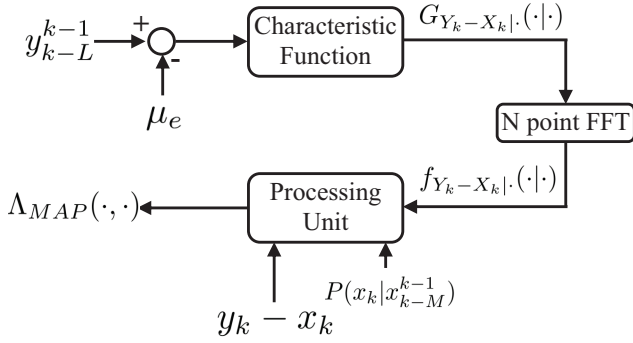 y_{k-L}^{k-1}
+
-
μ_e
Characteristic
Function
G_{Y_k-X_k|·}(·|·)
N point FFT
f_{Y_k-X_k|·}(·|·)
Processing
Unit
Λ_{MAP}(·,·)
P(x_k|x_{k-M}^{k-1})
y_k − x_k